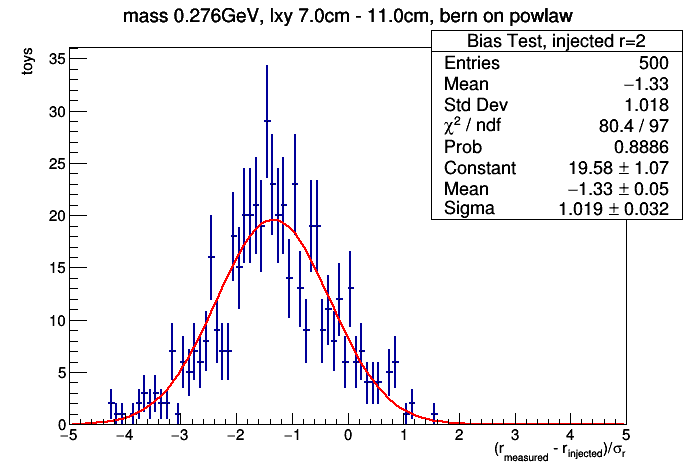 mass 0.276GeV, lxy 7.0cm - 11.0cm, bern on powlaw
Bias Test, injected r=2
Entries 500
Mean −1.33
Std Dev 1.018
χ² / ndf 80.4 / 97
Prob 0.8886
Constant 19.58 ± 1.07
Mean −1.33 ± 0.05
Sigma 1.019 ± 0.032
toys
35
30
25
20
15
10
5
0
−5 −4 −3 −2 −1 0 1 2 3 4 5
(r_measured - r_injected)/σ_r